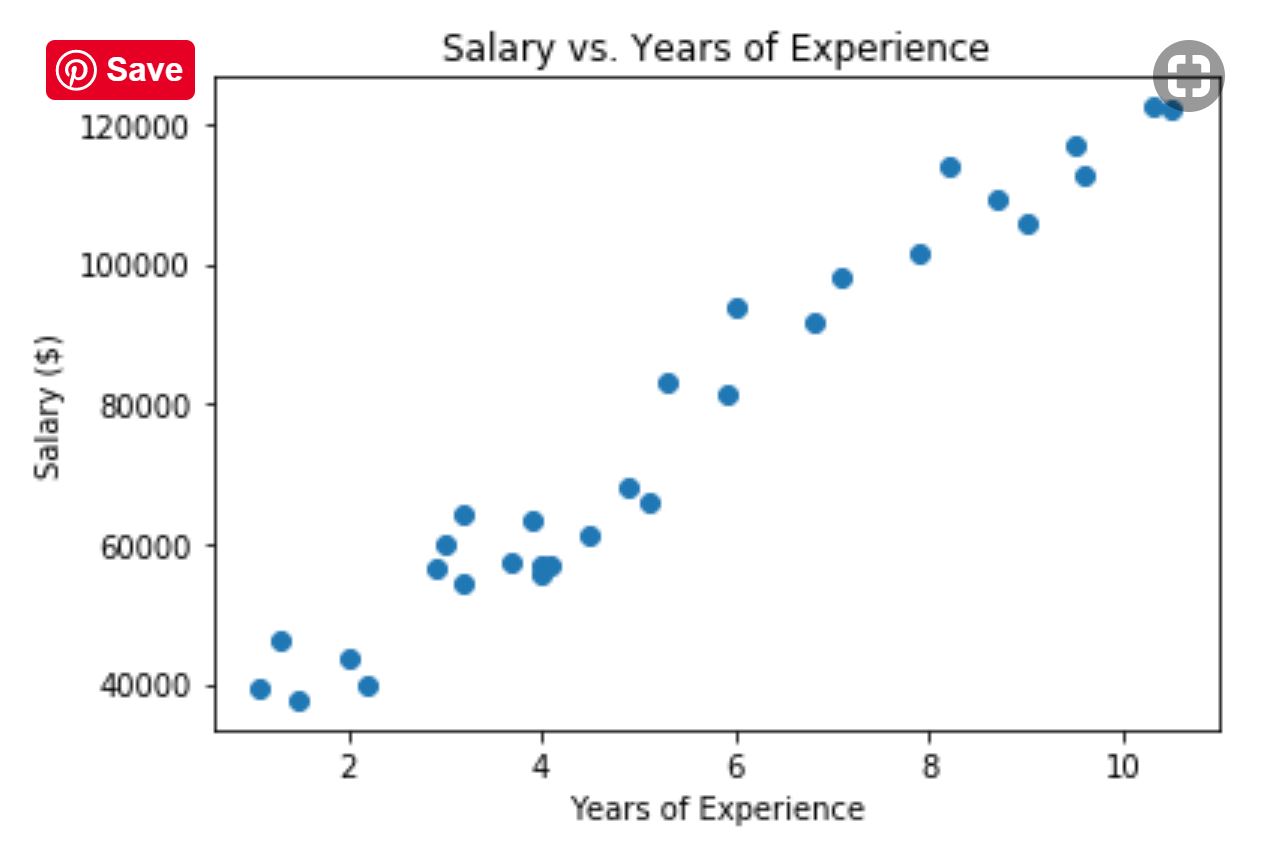 Salary vs. Years of Experience
Save
120000
100000
80000
60000
40000
Salary ($)
2 4 6 8 10
Years of Experience